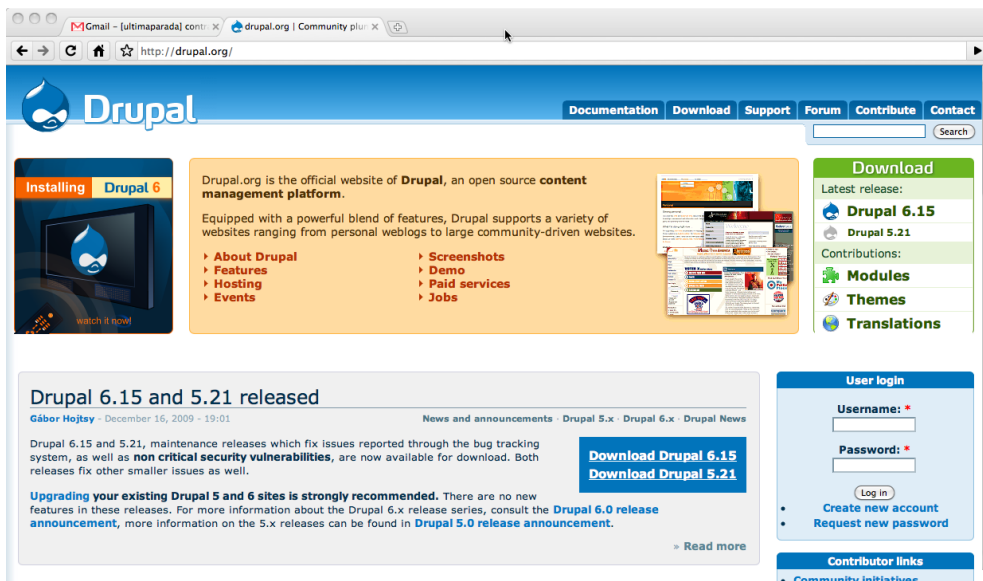 Gmail – [ultimaparada] contr
drupal.org | Community plun
http://drupal.org/
Drupal
Documentation Download Support Forum Contribute Contact
Search
Installing Drupal 6
watch it now!
Drupal.org is the official website of Drupal, an open source content
management platform.
Equipped with a powerful blend of features, Drupal supports a variety of
websites ranging from personal weblogs to large community-driven websites.
About Drupal
Features
Hosting
Events
Screenshots
Demo
Paid services
Jobs
Download
Latest release:
Drupal 6.15
Drupal 5.21
Contributions:
Modules
Themes
Translations
Drupal 6.15 and 5.21 released
Gábor Hojtsy - December 16, 2009 - 19:01
News and announcements · Drupal 5.x · Drupal 6.x · Drupal News
Drupal 6.15 and 5.21, maintenance releases which fix issues reported through the bug tracking
system, as well as non critical security vulnerabilities, are now available for download. Both
releases fix other smaller issues as well.
Download Drupal 6.15
Download Drupal 5.21
Upgrading your existing Drupal 5 and 6 sites is strongly recommended. There are no new
features in these releases. For more information about the Drupal 6.x release series, consult the Drupal 6.0 release
announcement, more information on the 5.x releases can be found in Drupal 5.0 release announcement.
» Read more
User login
Username: *
Password: *
Log in
• Create new account
• Request new password
Contributor links
• Community initiatives